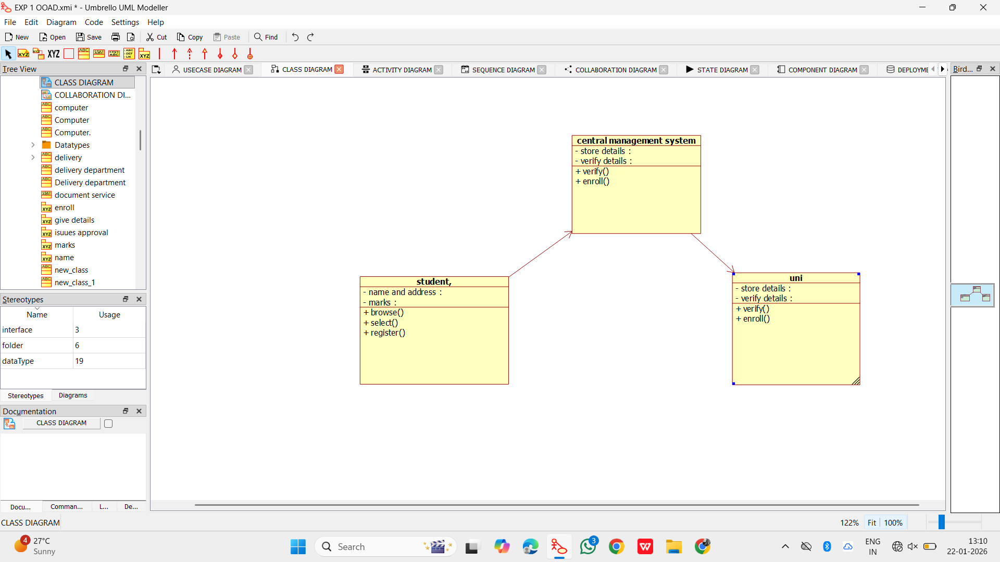 EXP 1 OOAD.xmi * - Umbrello UML Modeller
File Edit Diagram Code Settings Help
New Open Save Cut Copy Paste Find
Tree View
USECASE DIAGRAM CLASS DIAGRAM ACTIVITY DIAGRAM SEQUENCE DIAGRAM COLLABORATION DIAGRAM STATE DIAGRAM COMPONENT DIAGRAM DEPLOYME
Bird...
CLASS DIAGRAM
COLLABORATION DI...
computer
Computer
Computer.
Datatypes
delivery
delivery department
Delivery department
document service
enroll
give details
isuues approval
marks
name
new_class
new_class_1
Stereotypes
Name Usage
interface 3
folder 6
dataType 19
Stereotypes Diagrams
Documentation
CLASS DIAGRAM
Docu... Comman... L... De...
central management system
- store details :
- verify details :
+ verify()
+ enroll()
student,
- name and address :
- marks :
+ browse()
+ select()
+ register()
uni
- store details :
- verify details :
+ verify()
+ enroll()
CLASS DIAGRAM
122% Fit 100%
4 27°C
Sunny
Search
3
ENG
IN
13:10
22-01-2026